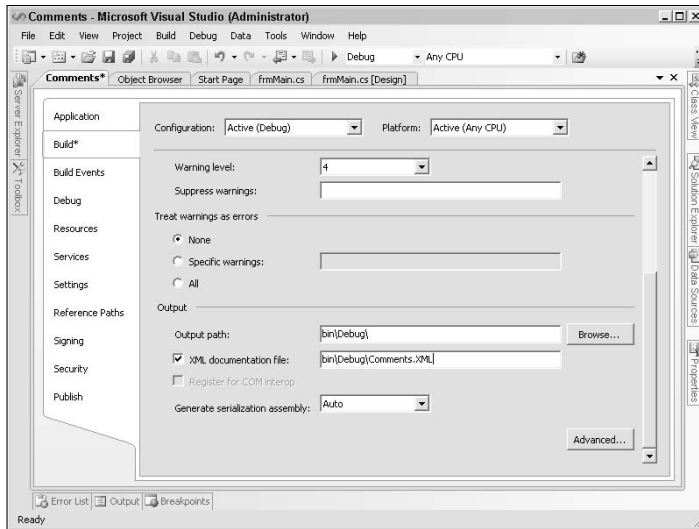 Comments - Microsoft Visual Studio (Administrator)
File Edit View Project Build Debug Data Tools Window Help
Debug Any CPU
Comments* Object Browser Start Page frmMain.cs frmMain.cs [Design]
Server Explorer
Toolbox
Application
Build*
Build Events
Debug
Resources
Services
Settings
Reference Paths
Signing
Security
Publish
Configuration: Active (Debug) Platform: Active (Any CPU)
Warning level: 4
Suppress warnings:
Treat warnings as errors
None
Specific warnings:
All
Output
Output path: bin\Debug\ Browse...
XML documentation file: bin\Debug\Comments.XML
Register for COM interop
Generate serialization assembly: Auto
Advanced...
Class View
Solution Explorer
Data Sources
Properties
Error List Output Breakpoints
Ready